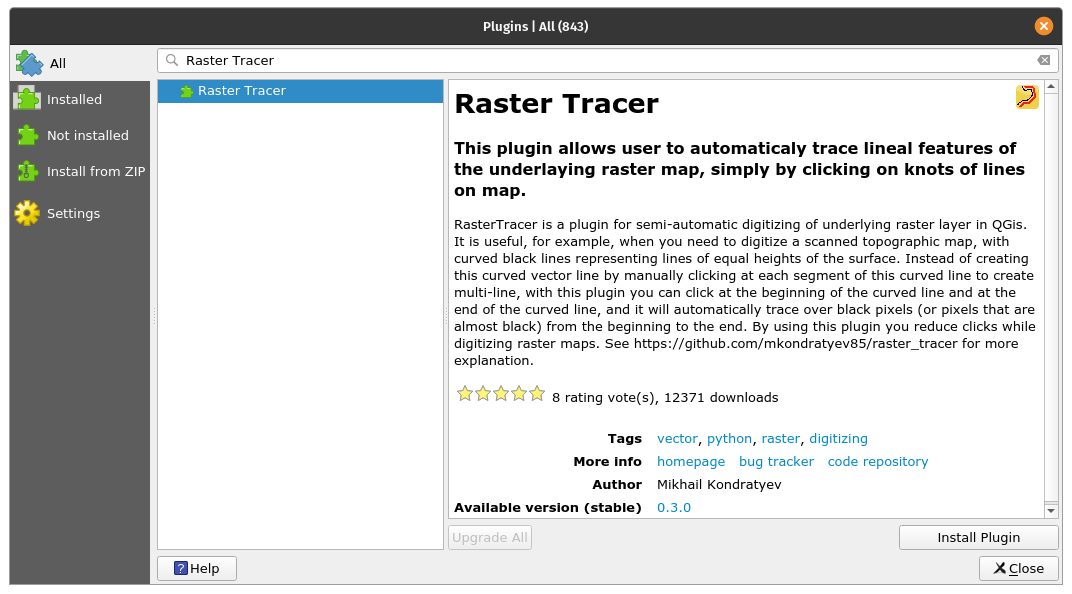 Plugins | All (843)
All
Installed
Not installed
Install from ZIP
Settings
Raster Tracer
Raster Tracer
Raster Tracer
This plugin allows user to automaticaly trace lineal features of
the underlaying raster map, simply by clicking on knots of lines
on map.
RasterTracer is a plugin for semi-automatic digitizing of underlying raster layer in QGis.
It is useful, for example, when you need to digitize a scanned topographic map, with
curved black lines representing lines of equal heights of the surface. Instead of creating
this curved vector line by manually clicking at each segment of this curved line to create
multi-line, with this plugin you can click at the beginning of the curved line and at the
end of the curved line, and it will automatically trace over black pixels (or pixels that are
almost black) from the beginning to the end. By using this plugin you reduce clicks while
digitizing raster maps. See https://github.com/mkondratyev85/raster_tracer for more
explanation.
8 rating vote(s), 12371 downloads
Tags vector, python, raster, digitizing
More info homepage bug tracker code repository
Author Mikhail Kondratyev
Available version (stable) 0.3.0
Upgrade All
Install Plugin
? Help
Close